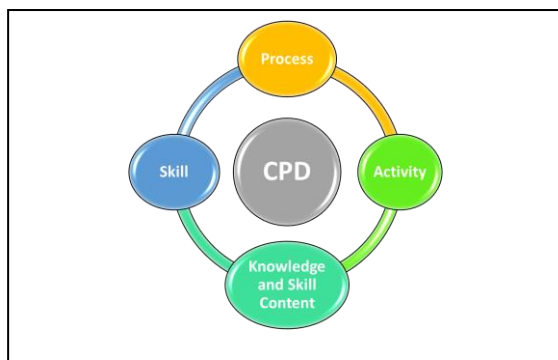 Process
Skill
CPD
Activity
Knowledge
and Skill
Content